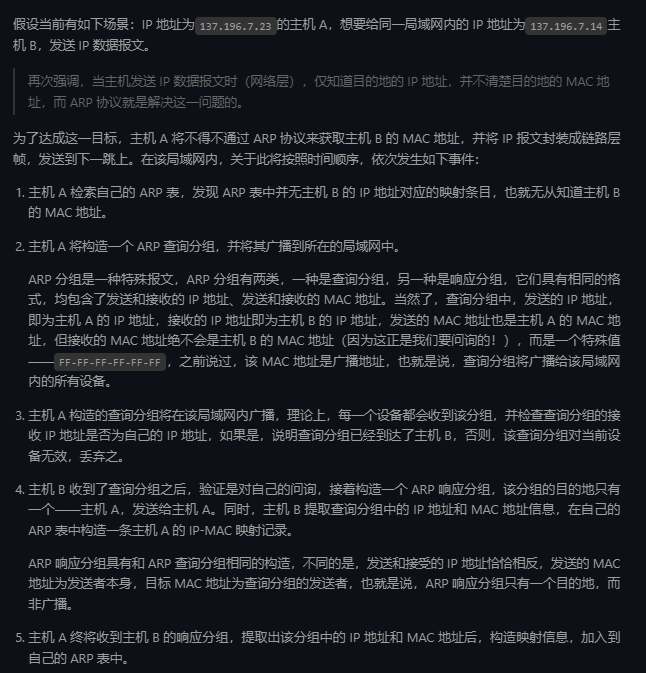 假设当前有如下场景：IP 地址为 137.196.7.23 的主机 A，想要给同一局域网内的 IP 地址为 137.196.7.14 主
机 B，发送 IP 数据报文。
再次强调，当主机发送 IP 数据报文时（网络层），仅知道目的地的 IP 地址，并不清楚目的地的 MAC 地
址，而 ARP 协议就是解决这一问题的。
为了达成这一目标，主机 A 将不得不通过 ARP 协议来获取主机 B 的 MAC 地址，并将 IP 报文封装成链路层
帧，发送到下一跳上。在该局域网内，关于此将按照时间顺序，依次发生如下事件：
1. 主机 A 检索自己的 ARP 表，发现 ARP 表中并无主机 B 的 IP 地址对应的映射条目，也就无从知道主机 B
的 MAC 地址。
2. 主机 A 将构造一个 ARP 查询分组，并将其广播到所在的局域网中。
ARP 分组是一种特殊报文，ARP 分组有两类，一种是查询分组，另一种是响应分组，它们具有相同的格
式，均包含了发送和接收的 IP 地址、发送和接收的 MAC 地址。当然了，查询分组中，发送的 IP 地址，
即为主机 A 的 IP 地址，接收的 IP 地址即为主机 B 的 IP 地址，发送的 MAC 地址也是主机 A 的 MAC 地
址，但接收的 MAC 地址绝不会是主机 B 的 MAC 地址（因为这正是我们要问询的！），而是一个特殊值
——FF-FF-FF-FF-FF-FF，之前说过，该 MAC 地址是广播地址，也就是说，查询分组将广播给该局域网
内的所有设备。
3. 主机 A 构造的查询分组将在该局域网内广播，理论上，每一个设备都会收到该分组，并检查查询分组的接
收 IP 地址是否为自己的 IP 地址，如果是，说明查询分组已经到达了主机 B，否则，该查询分组对当前设
备无效，丢弃之。
4. 主机 B 收到了查询分组之后，验证是对自己的问询，接着构造一个 ARP 响应分组，该分组的目的地只有
一个——主机 A，发送给主机 A。同时，主机 B 提取查询分组中的 IP 地址和 MAC 地址信息，在自己的
ARP 表中构造一条主机 A 的 IP-MAC 映射记录。
ARP 响应分组具有和 ARP 查询分组相同的构造，不同的是，发送和接受的 IP 地址恰恰相反，发送的 MAC
地址为发送者本身，目标 MAC 地址为查询分组的发送者，也就是说，ARP 响应分组只有一个目的地，而
非广播。
5. 主机 A 终将收到主机 B 的响应分组，提取出该分组中的 IP 地址和 MAC 地址后，构造映射信息，加入到
自己的 ARP 表中。